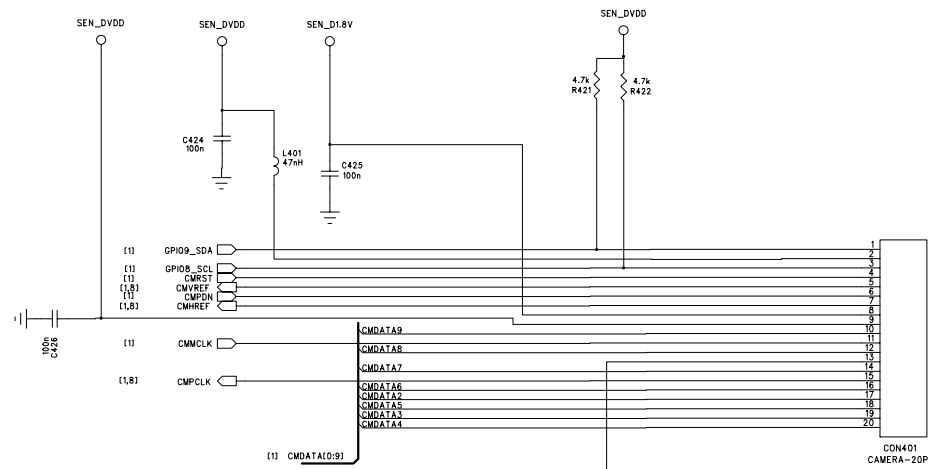 SEN_DVDD
SEN_DVDD
SEN_D1.8V
SEN_DVDD
4.7k
R421
4.7k
R422
C424
100n
L401
47nH
C425
100n
[1] GPIO9_SDA
[1] GPIO8_SCL
[1] CMRST
[1,8] CMVREF
[1] CMPDN
[1,8] CMHREF
100n
C426
[1] CMMCLK
[1,8] CMPCLK
CMDATA9
CMDATA8
CMDATA7
CMDATA6
CMDATA2
CMDATA5
CMDATA3
CMDATA4
[1] CMDATA[0:9]
1
2
3
4
5
6
7
8
9
10
11
12
13
14
15
16
17
18
19
20
CON401
CAMERA-20P